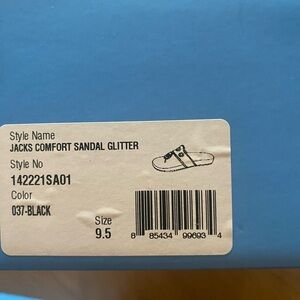 Style Name
JACKS COMFORT SANDAL GLITTER
Style No
142221SA01
Color
037-BLACK
Size
9.5
8 85434 99693 4